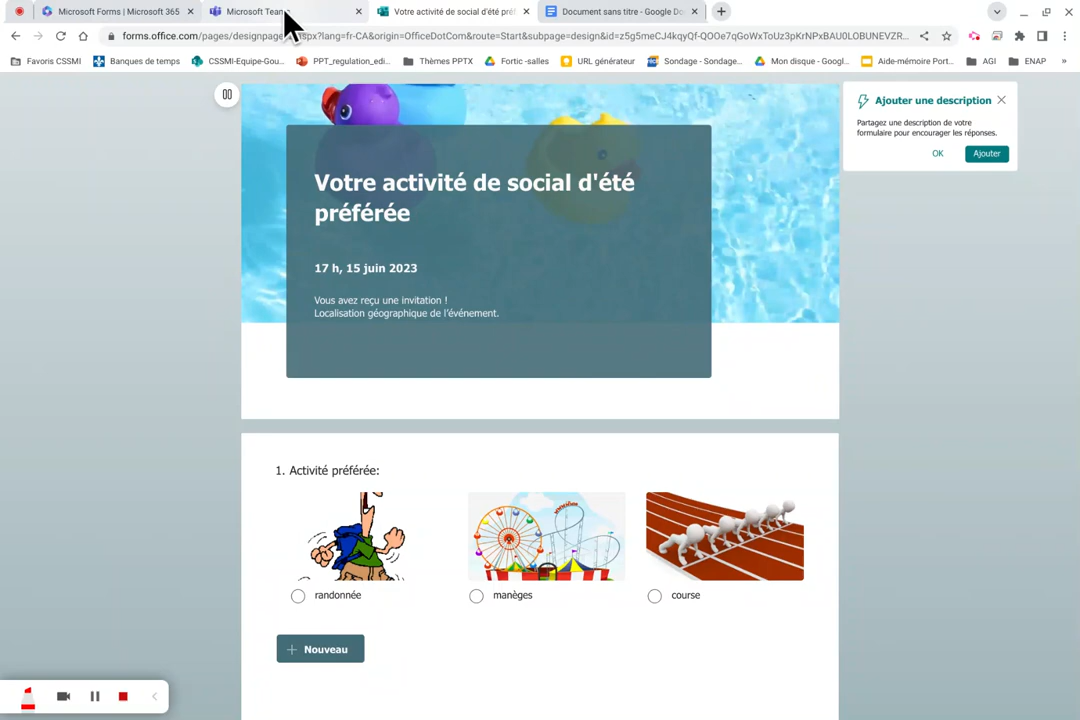 Microsoft Forms | Microsoft 365
Microsoft Teams
Votre activité de social d'été préf
Document sans titre - Google Do
forms.office.com/pages/designpage
spx?lang=fr-CA&origin=OfficeDotCom&route=Start&subpage=design&id=z5g5meCJ4kqyQf-QOOe7qGoWxToUz3pKrNPxBAU0LOBUNEVZR...
Favoris CSSMI
Banques de temps
CSSMI-Equipe-Gou...
PPT_regulation_edi...
Thèmes PPTX
Fortic -salles
URL générateur
Sondage - Sondage...
Mon disque - Googl...
Aide-mémoire Port...
AGI
ENAP
»
Ajouter une description
Partagez une description de votre
formulaire pour encourager les réponses.
OK
Ajouter
Votre activité de social d'été
préférée
17 h, 15 juin 2023
Vous avez reçu une invitation !
Localisation géographique de l'événement.
1. Activité préférée:
randonnée
manèges
course
Nouveau